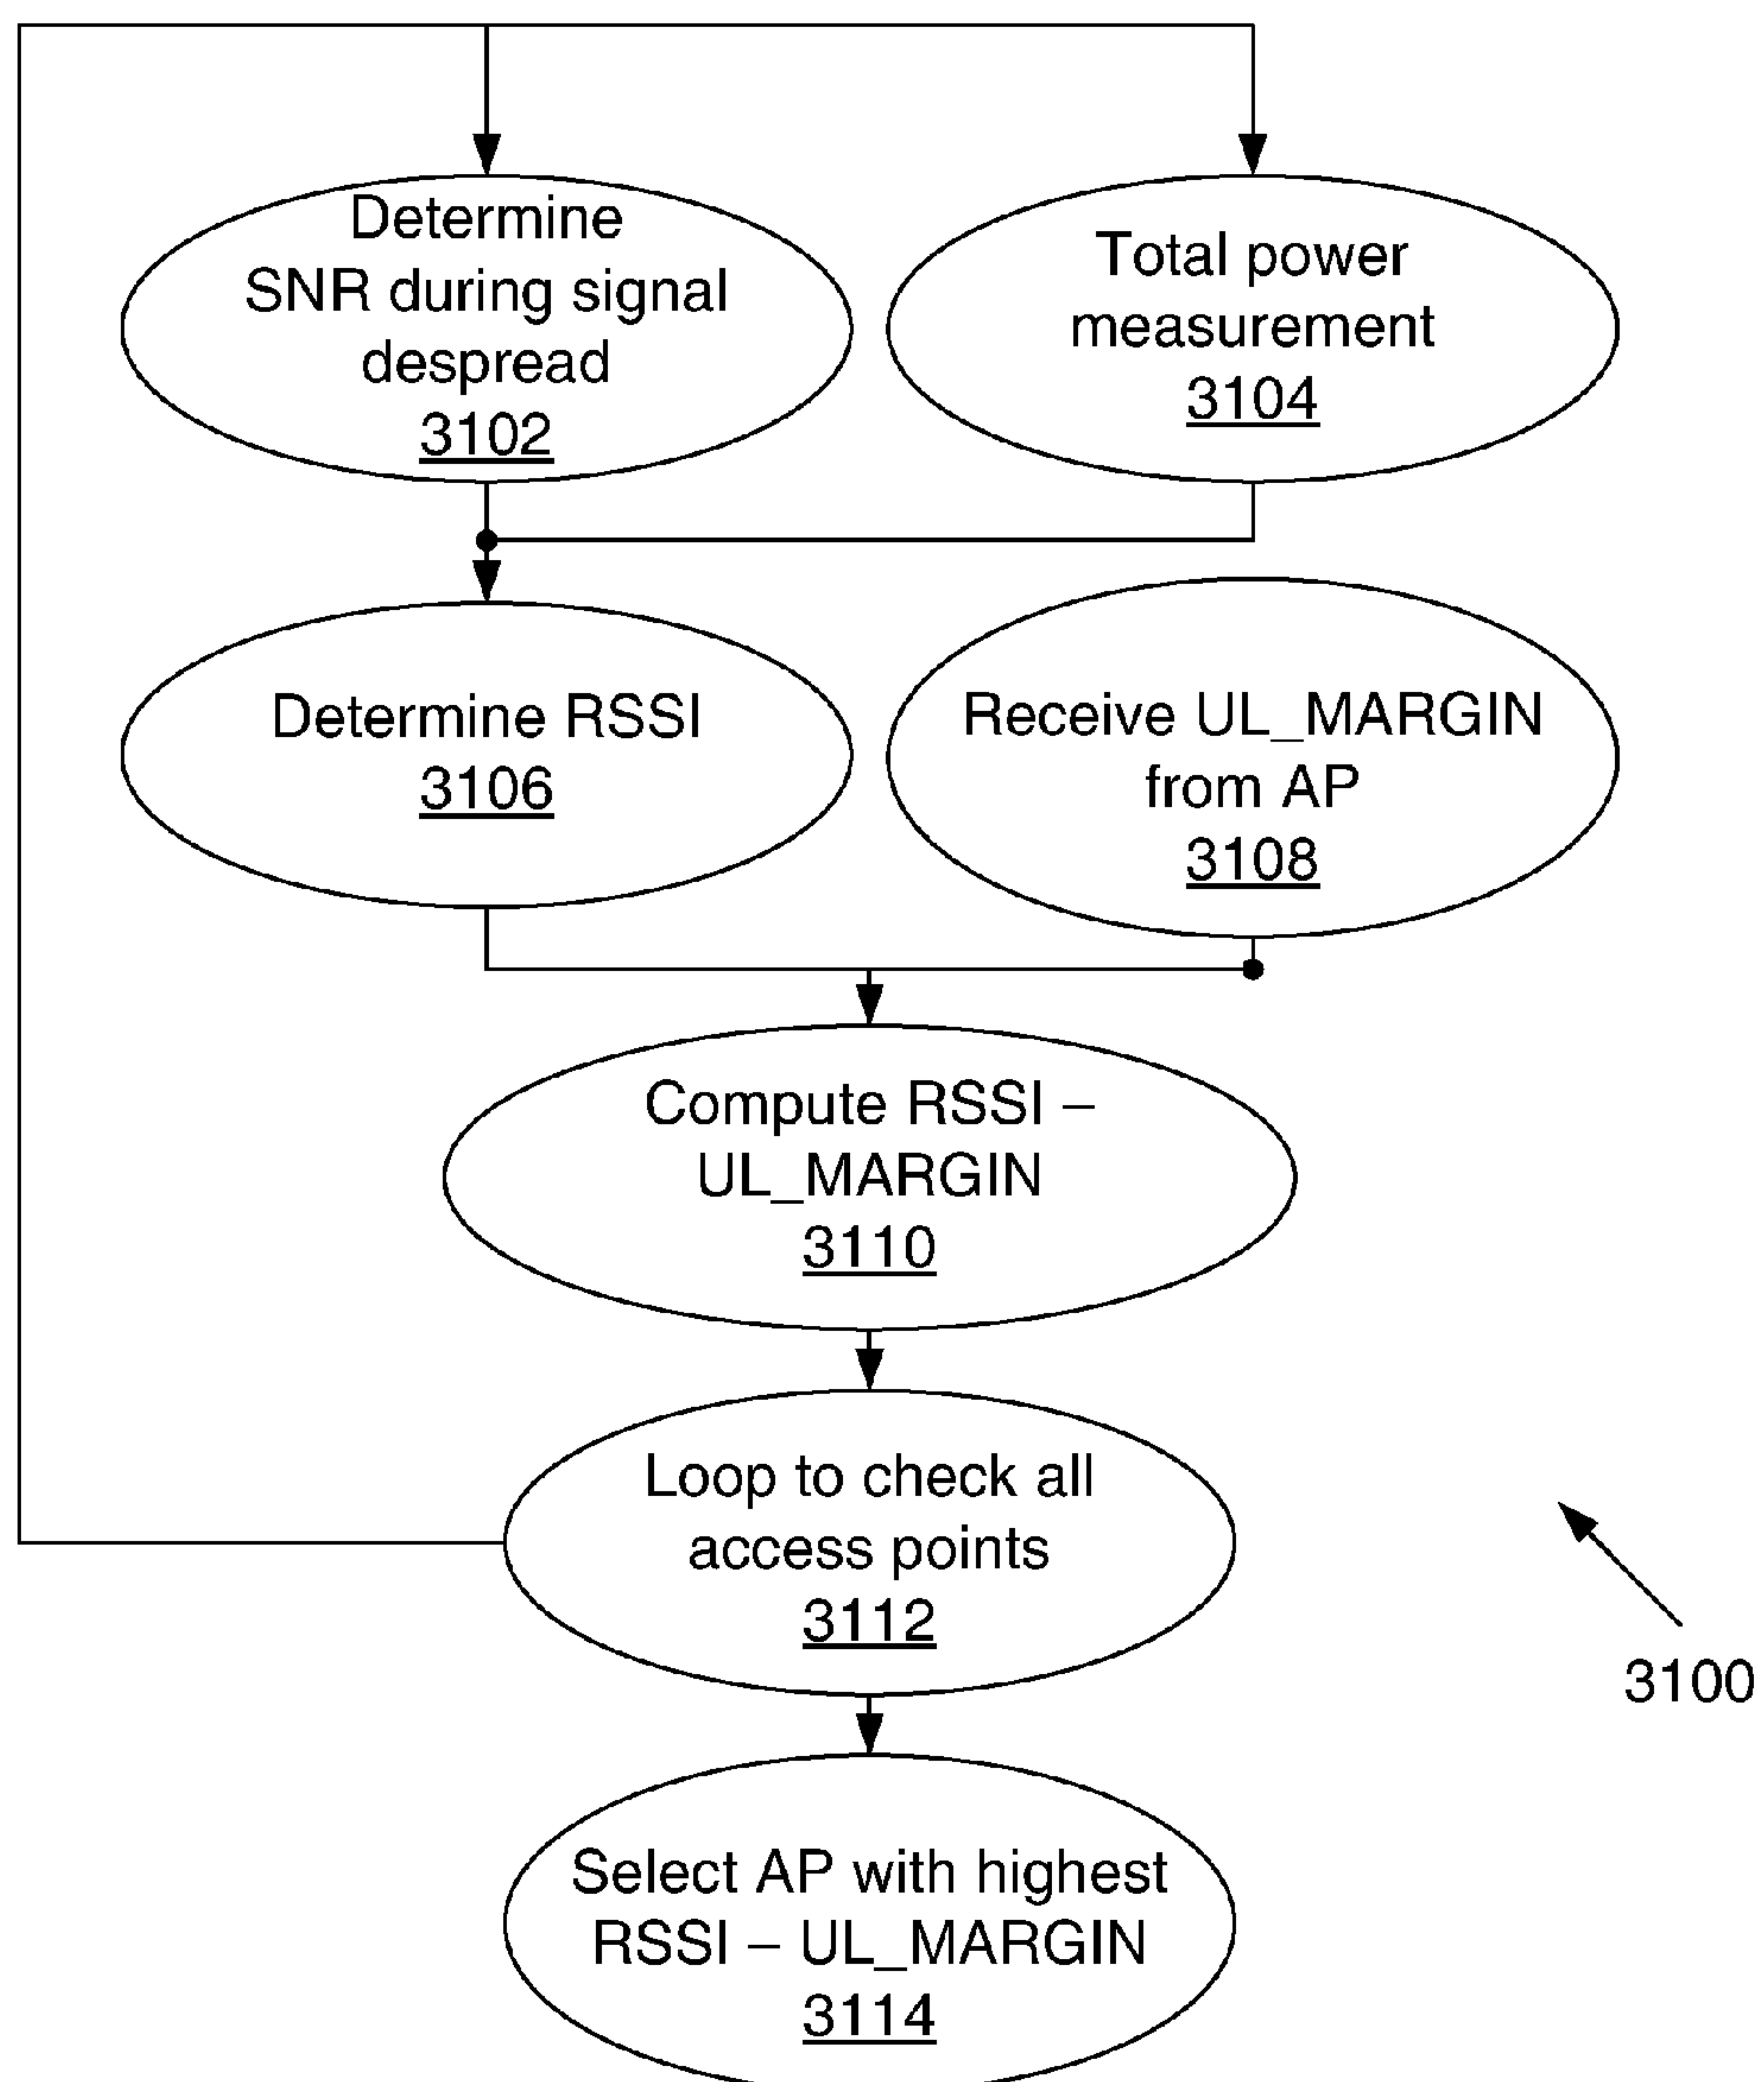 Determine
SNR during signal
despread
3102
Total power
measurement
3104
Determine RSSI
3106
Receive UL_MARGIN
from AP
3108
Compute RSSI –
UL_MARGIN
3110
Loop to check all
access points
3112
3100
Select AP with highest
RSSI – UL_MARGIN
3114